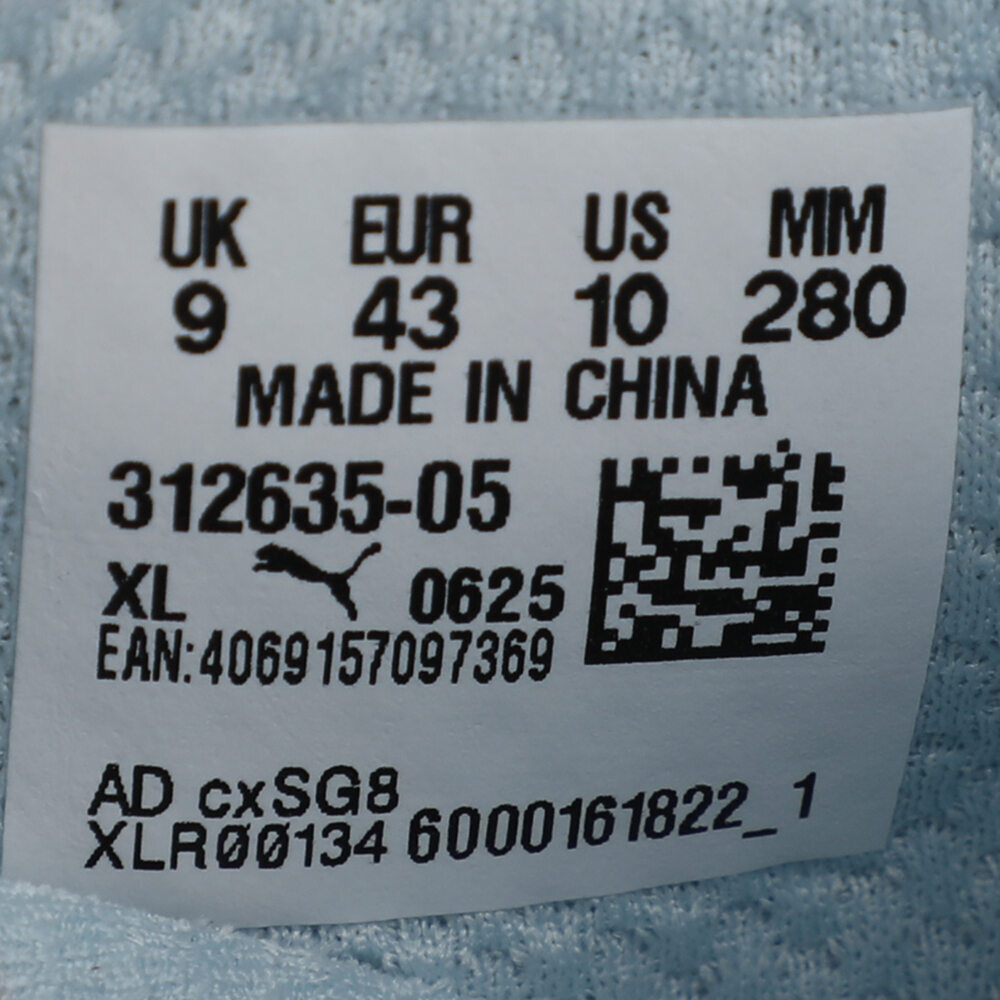 UK EUR US MM
9 43 10 280
MADE IN CHINA
312635-05
XL 0625
EAN:4069157097369
AD cxSG8
XLRØØ134 6000161822_1